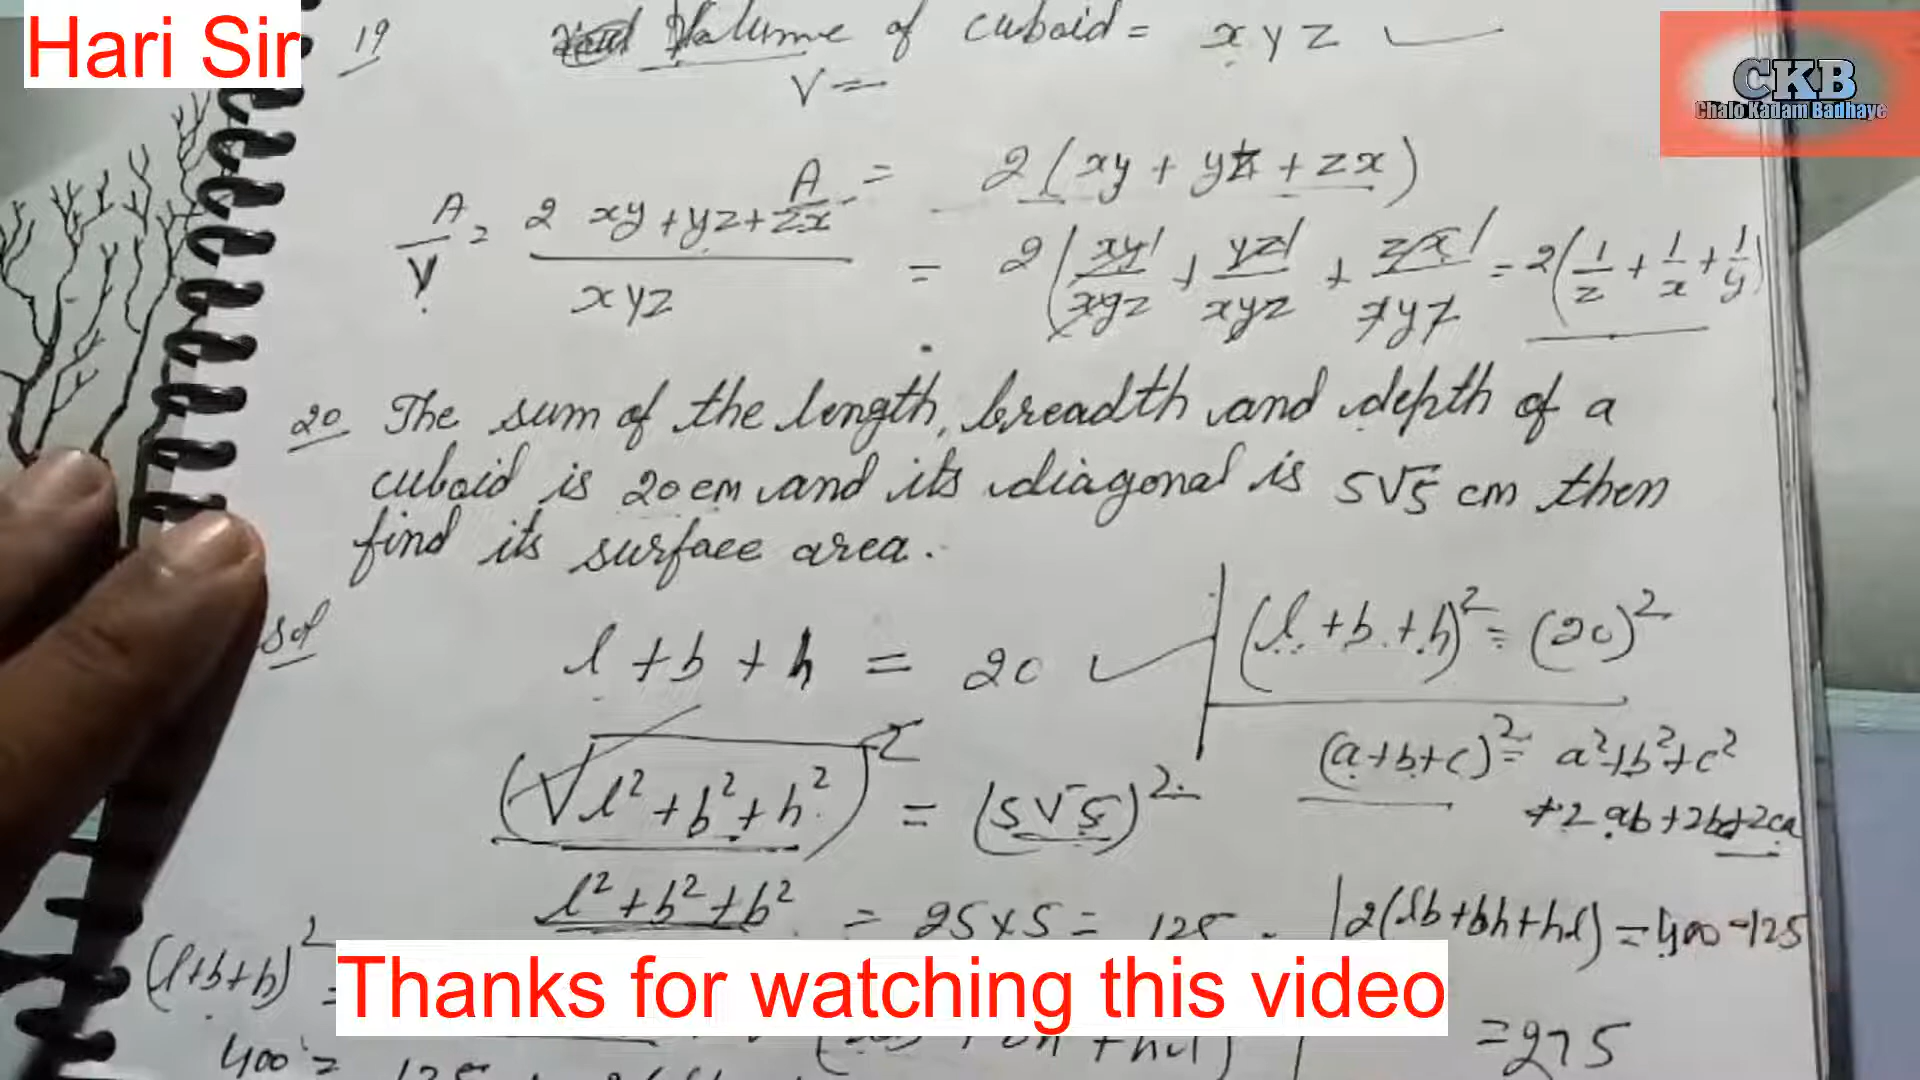 Hari Sir
CKB
Chalo Kadam Badhaye
19 Volume of cuboid = xyz
V =
A = 2(xy + yz + zx)
A/V = 2 xy+yz+zx / xyz = 2(xy/xyz + yz/xyz + zx/xyz) = 2(1/z + 1/x + 1/y)
20. The sum of the length, breadth and depth of a
cuboid is 20 cm and its diagonal is 5√5 cm then
find its surface area.
Sol
l + b + h = 20
(l + b + h)² = (20)²
(a+b+c)² = a²+b²+c²
+2ab+2bc+2ca
(√l²+b²+h²)² = (5√5)²
l²+b²+h² = 25×5 = 125
2(lb+bh+hl) = 400-125
(l+b+h)² =
Thanks for watching this video
400 =
=275